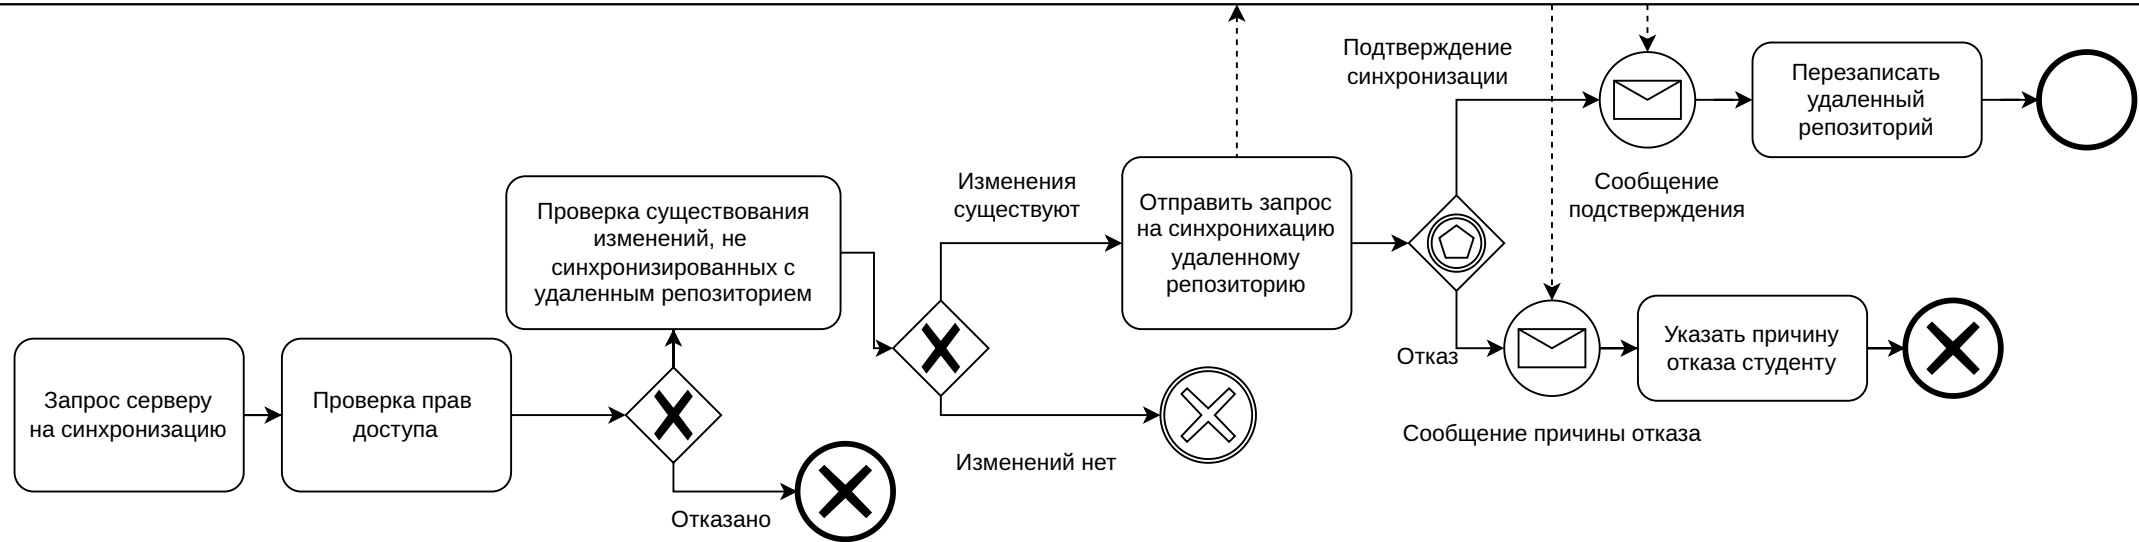 Запрос серверу
на синхронизацию
Проверка прав
доступа
Отказано
Проверка существования
изменений, не
синхронизированных с
удаленным репозиторием
Изменения
существуют
Изменений нет
Отправить запрос
на синхронихацию
удаленному
репозиторию
Подтверждение
синхронизации
Сообщение
подстверждения
Перезаписать
удаленный
репозиторий
Отказ
Сообщение причины отказа
Указать причину
отказа студенту